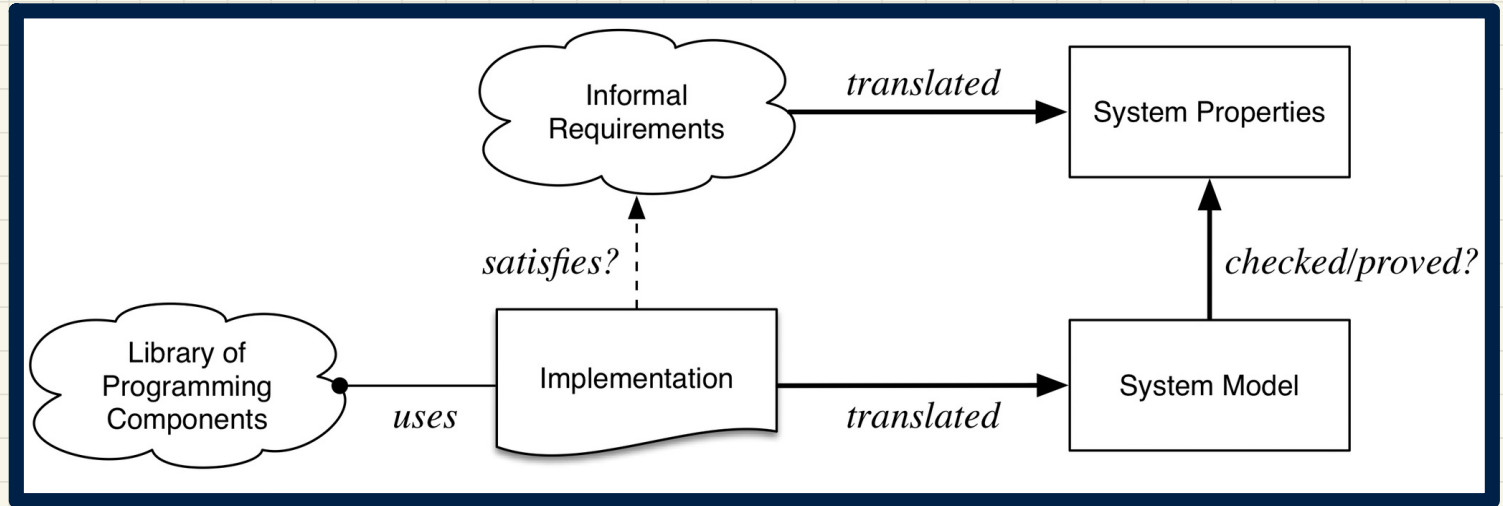 Informal
Requirements
translated
System Properties
satisfies?
checked/proved?
Library of
Programming
Components
uses
Implementation
translated
System Model